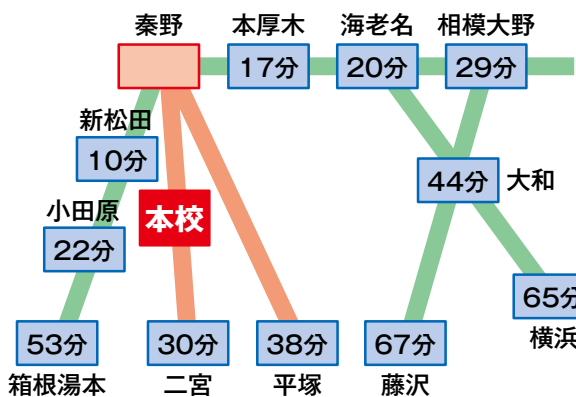 秦野
本厚木
海老名
相模大野
17分
20分
29分
新松田
10分
44分
大和
小田原
本校
22分
65分
横浜
53分
30分
38分
67分
箱根湯本
二宮
平塚
藤沢